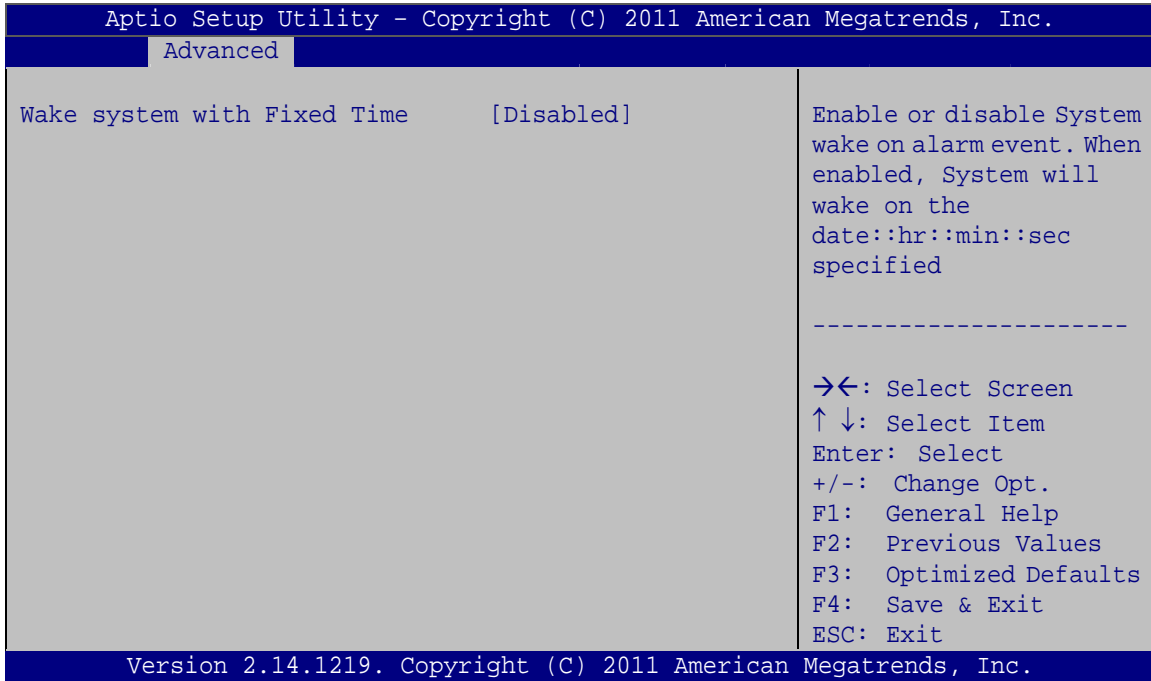 Aptio Setup Utility – Copyright (C) 2011 American Megatrends, Inc.
Advanced
Wake system with Fixed Time [Disabled]
Enable or disable System
wake on alarm event. When
enabled, System will
wake on the
date::hr::min::sec
specified
----------------------
→←: Select Screen
↑ ↓: Select Item
Enter: Select
+/-: Change Opt.
F1: General Help
F2: Previous Values
F3: Optimized Defaults
F4: Save & Exit
ESC: Exit
Version 2.14.1219. Copyright (C) 2011 American Megatrends, Inc.